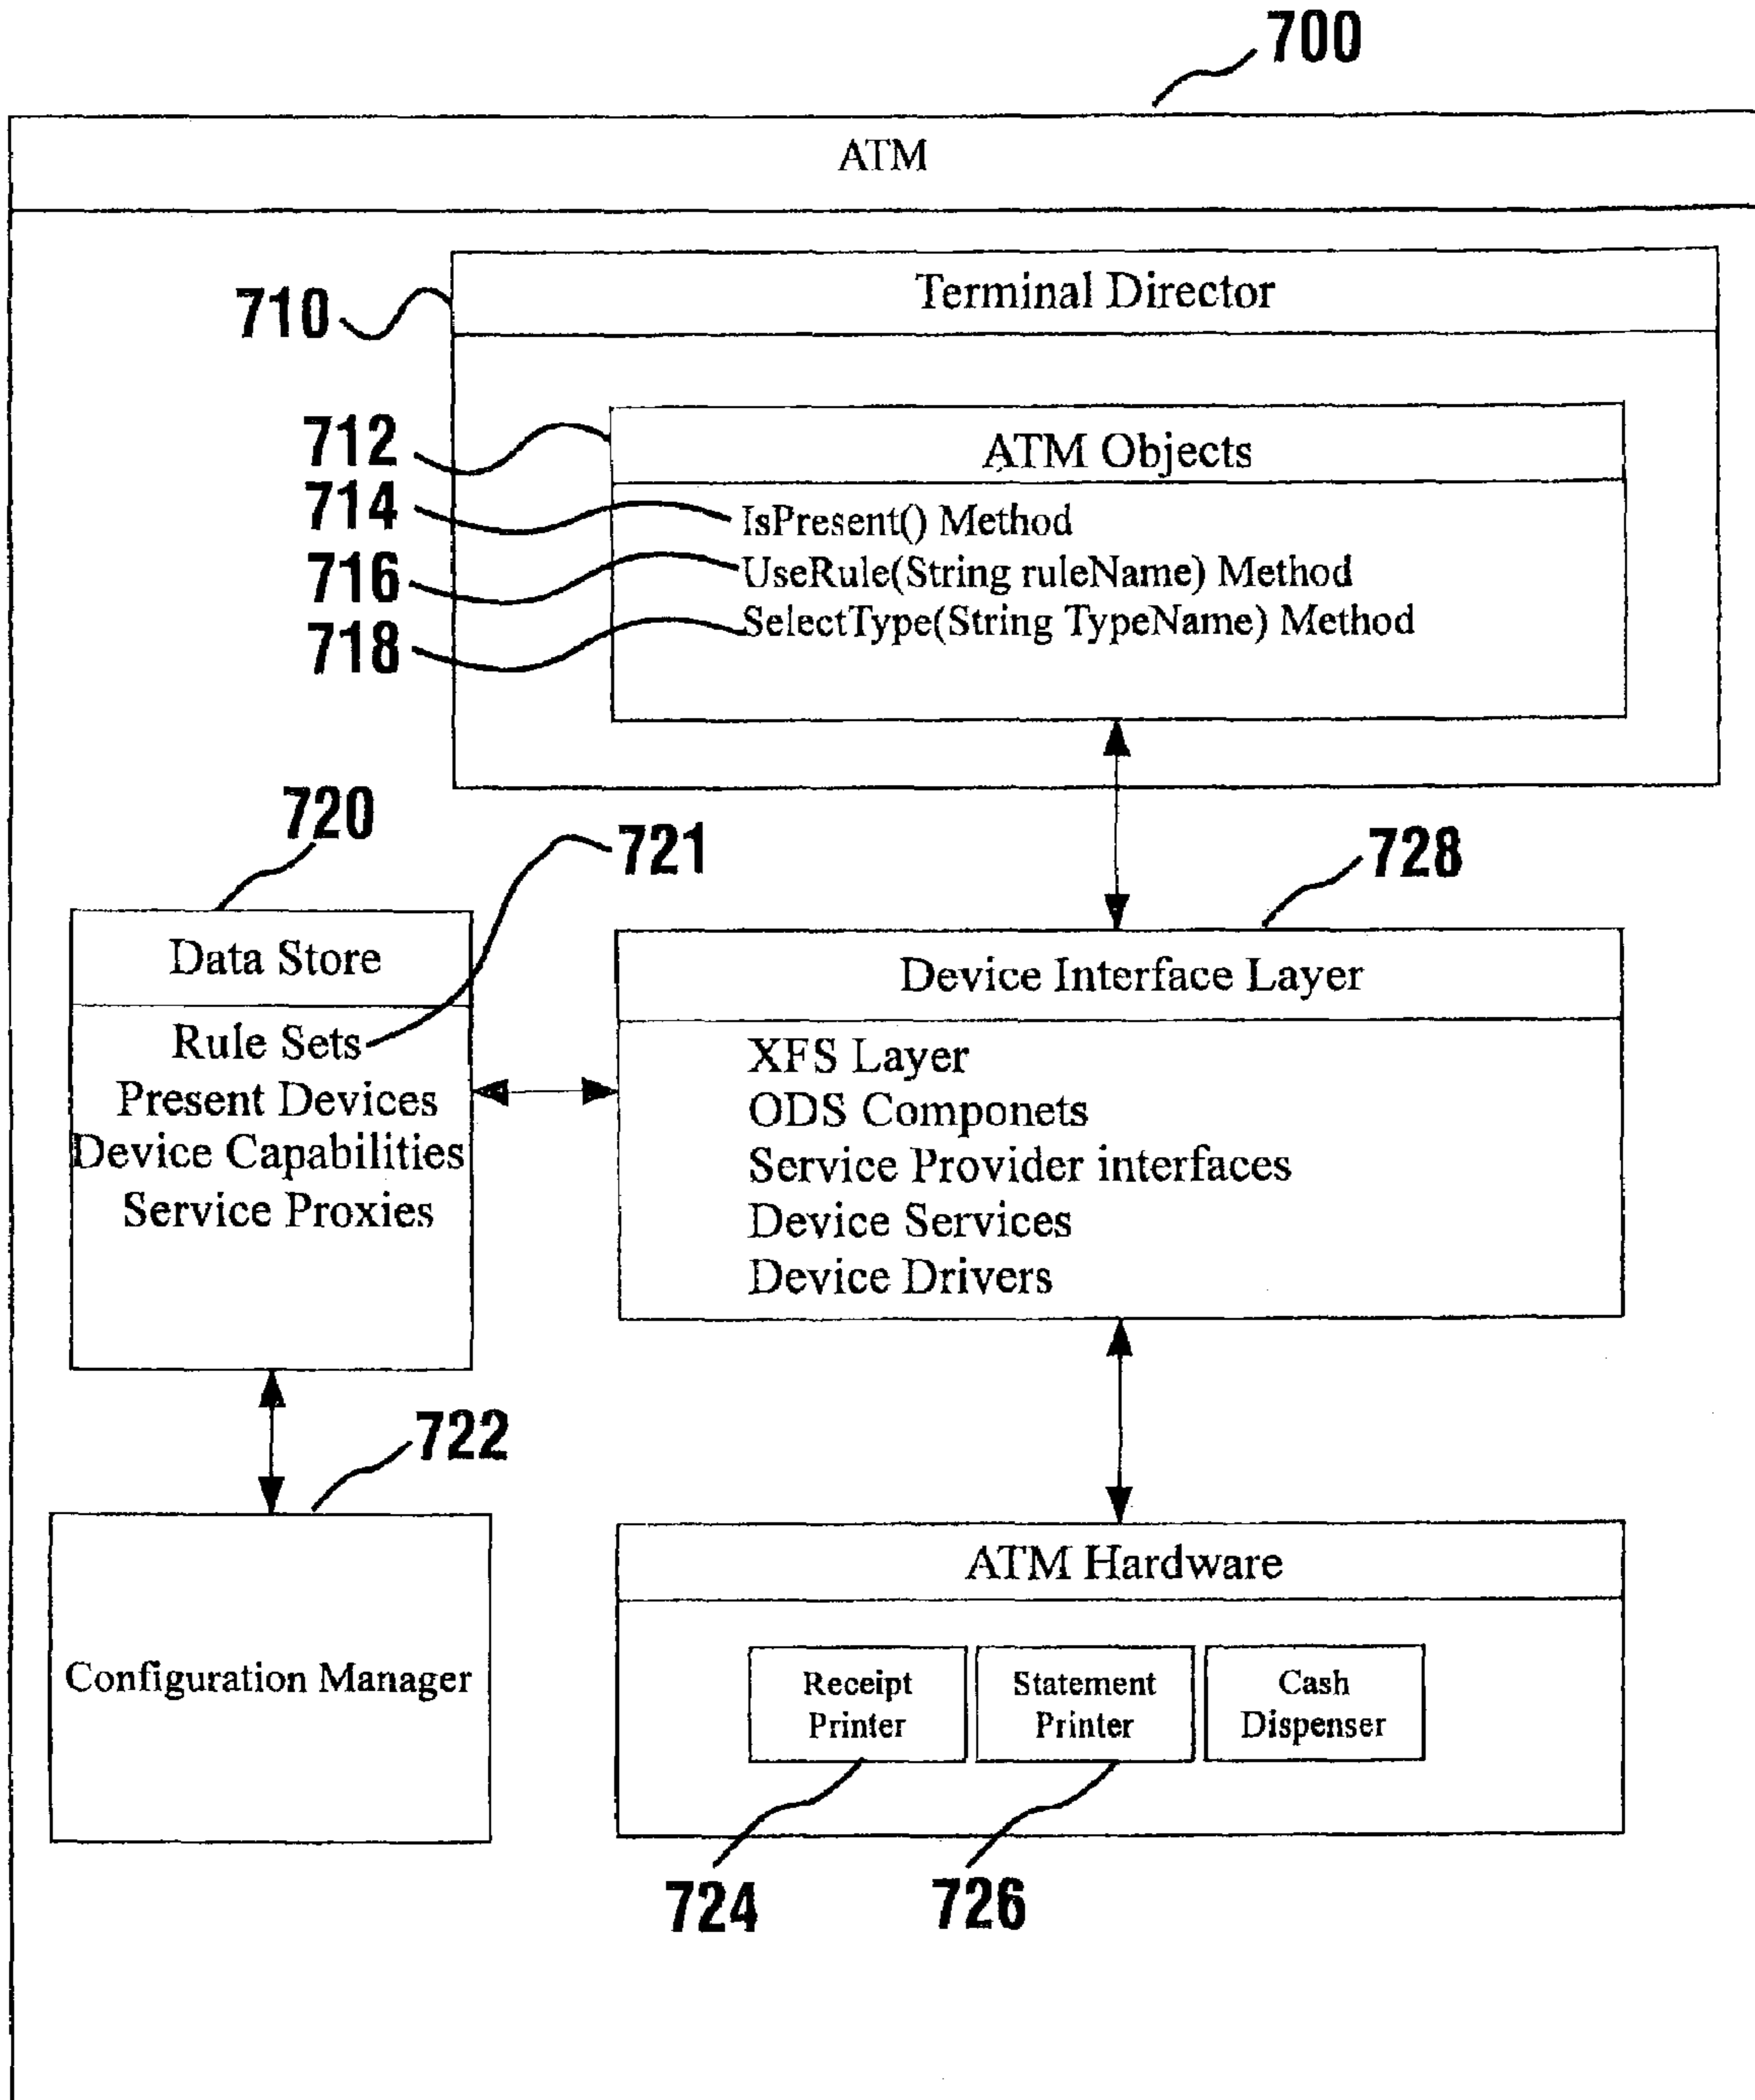 700
ATM
Terminal Director
710
ATM Objects
712
714
IsPresent() Method
716
UseRule(String ruleName) Method
718
SelectType(String TypeName) Method
720
721
728
Data Store
Rule Sets
Present Devices
Device Capabilities
Service Proxies
Device Interface Layer
XFS Layer
ODS Componets
Service Provider interfaces
Device Services
Device Drivers
722
Configuration Manager
ATM Hardware
Receipt
Printer
Statement
Printer
Cash
Dispenser
724
726